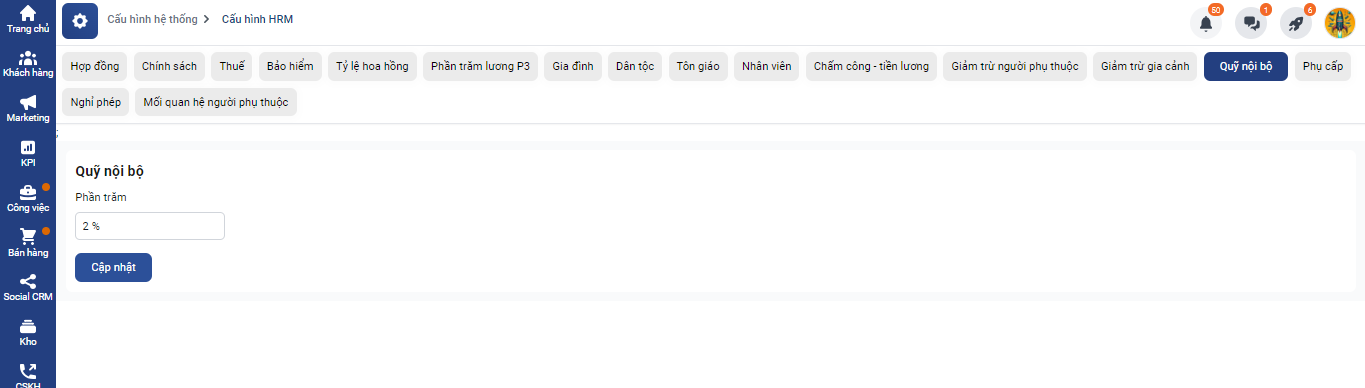 Trang chủ
Khách hàng
Marketing
KPI
Công việc
Bán hàng
Social CRM
Kho
CSKH
Cấu hình hệ thống
Cấu hình HRM
50
1
6
Hợp đồng
Chính sách
Thuế
Bảo hiểm
Tỷ lệ hoa hồng
Phần trăm lương P3
Gia đình
Dân tộc
Tôn giáo
Nhân viên
Chấm công - tiền lương
Giảm trừ người phụ thuộc
Giảm trừ gia cảnh
Quỹ nội bộ
Phụ cấp
Nghỉ phép
Mối quan hệ người phụ thuộc
;
Quỹ nội bộ
Phần trăm
2 %
Cập nhật